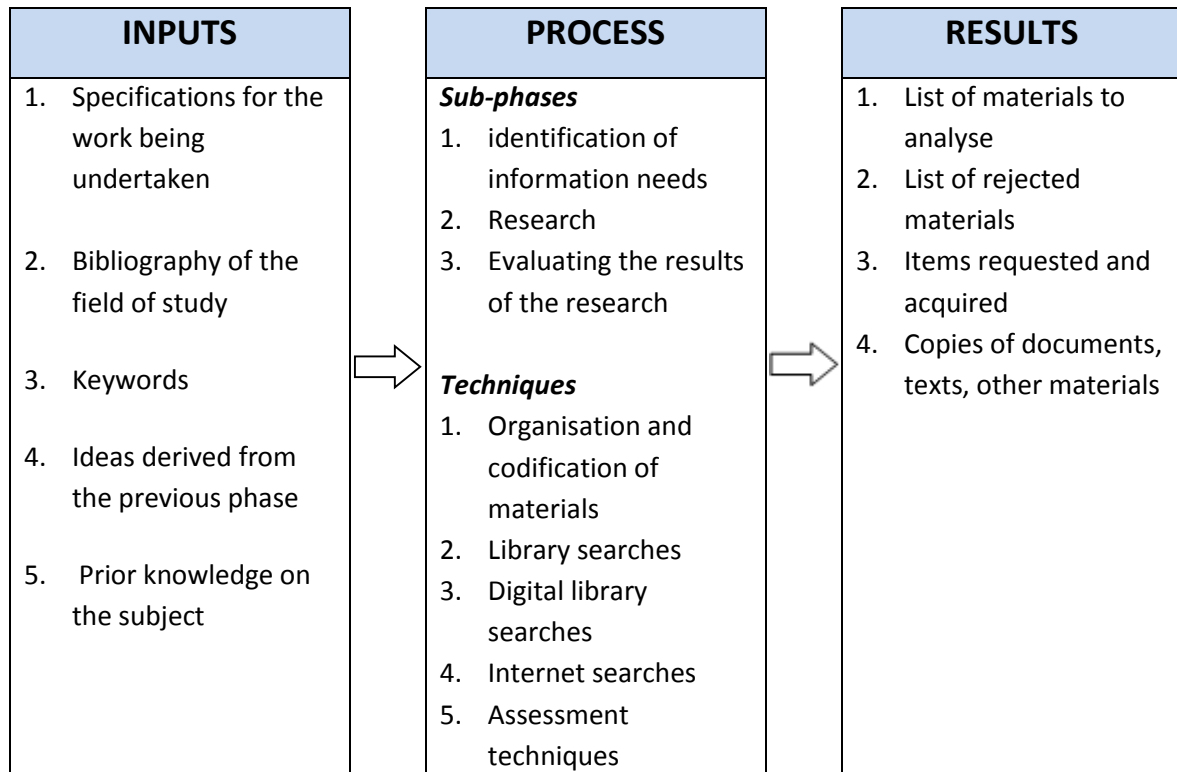 INPUTS
1. Specifications for the
work being
undertaken
2. Bibliography of the
field of study
3. Keywords
4. Ideas derived from
the previous phase
5. Prior knowledge on
the subject
PROCESS
Sub-phases
1. identification of
information needs
2. Research
3. Evaluating the results
of the research
Techniques
1. Organisation and
codification of
materials
2. Library searches
3. Digital library
searches
4. Internet searches
5. Assessment
techniques
RESULTS
1. List of materials to
analyse
2. List of rejected
materials
3. Items requested and
acquired
4. Copies of documents,
texts, other materials